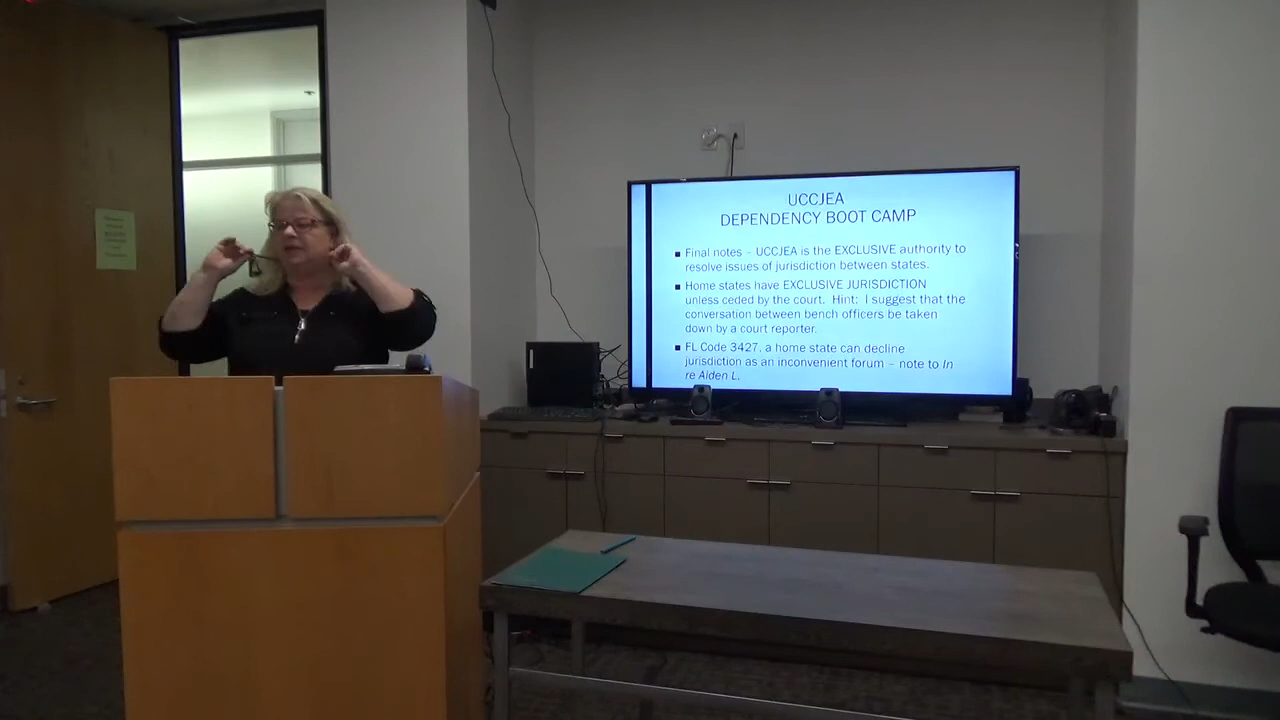 UCCJEA
DEPENDENCY BOOT CAMP
▪ Final notes – UCCJEA is the EXCLUSIVE authority to
resolve issues of jurisdiction between states.
▪ Home states have EXCLUSIVE JURISDICTION
unless ceded by the court. Hint: I suggest that the
conversation between bench officers be taken
down by a court reporter.
▪ FL Code 3427, a home state can decline
jurisdiction as an inconvenient forum – note to In
re Aiden L.